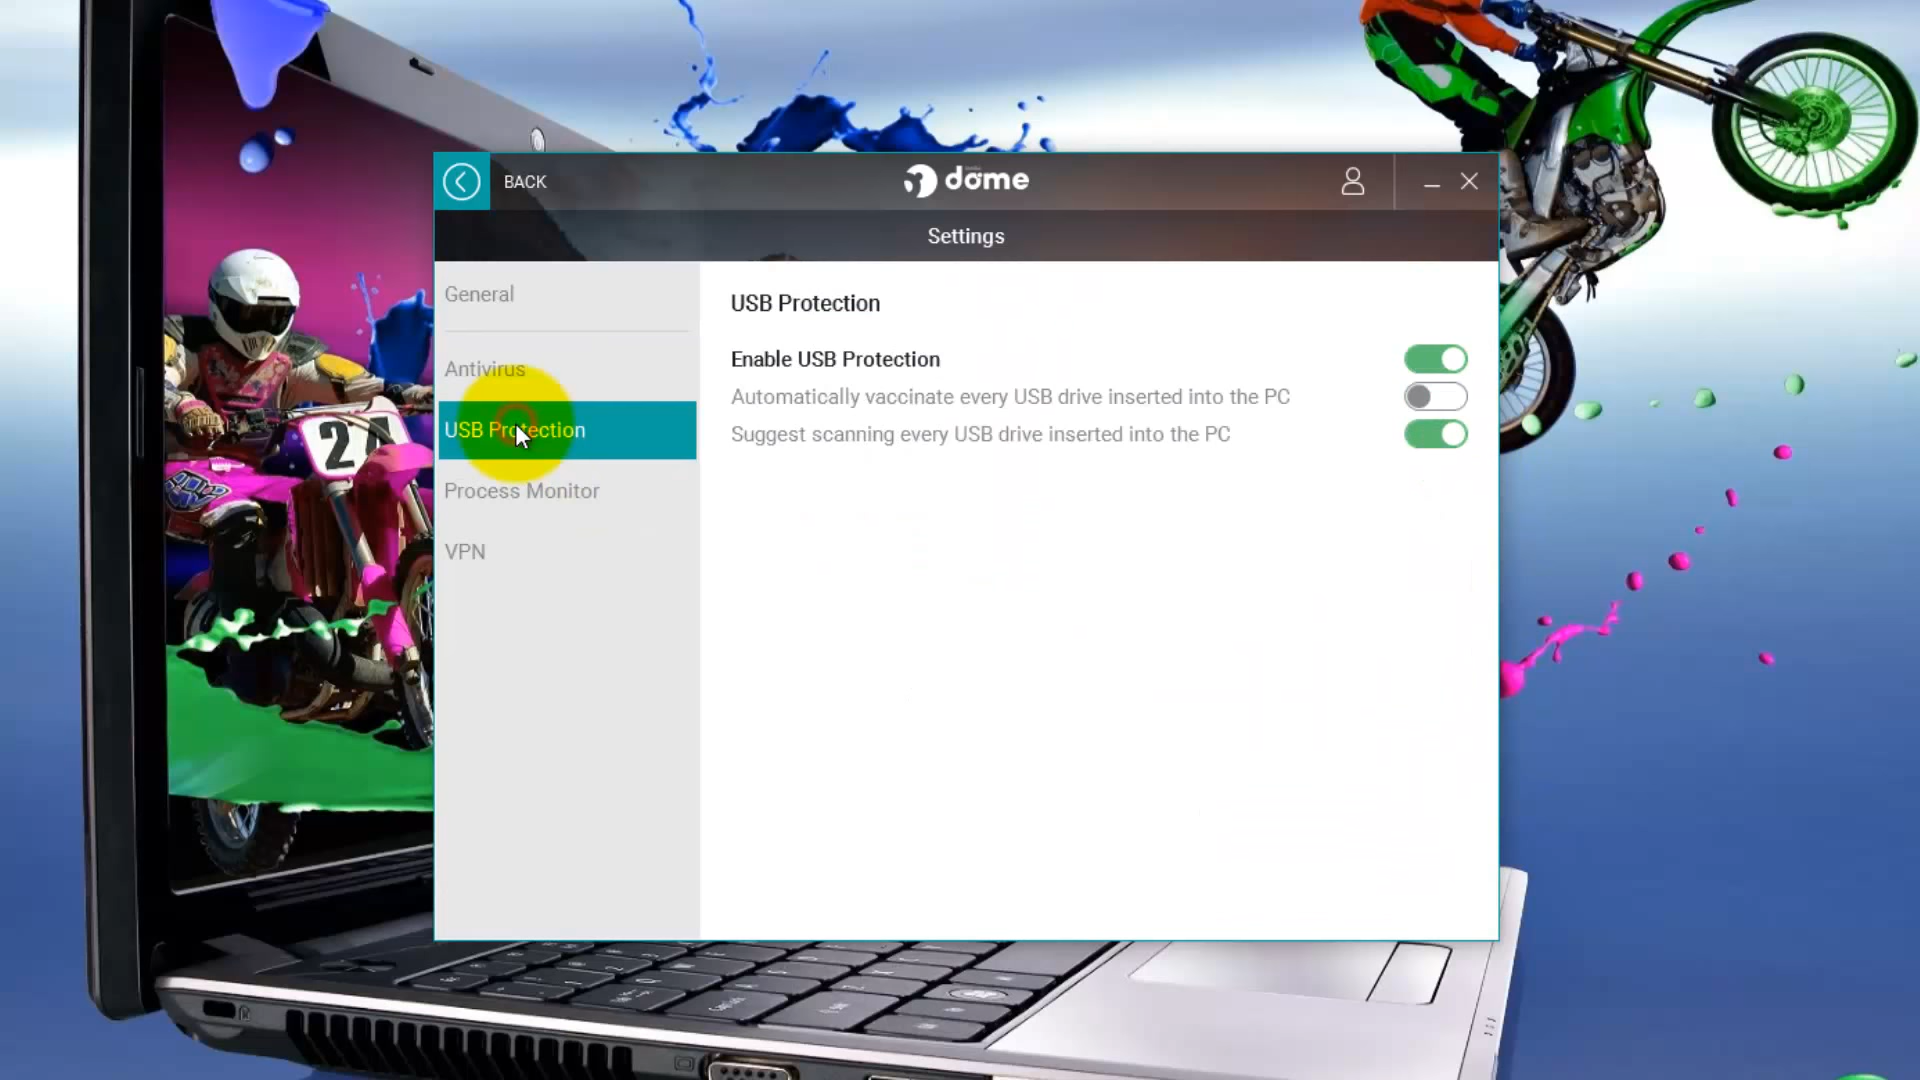 BACK
dome
Settings
General
Antivirus
USB Protection
Process Monitor
VPN
USB Protection
Enable USB Protection
Automatically vaccinate every USB drive inserted into the PC
Suggest scanning every USB drive inserted into the PC
24